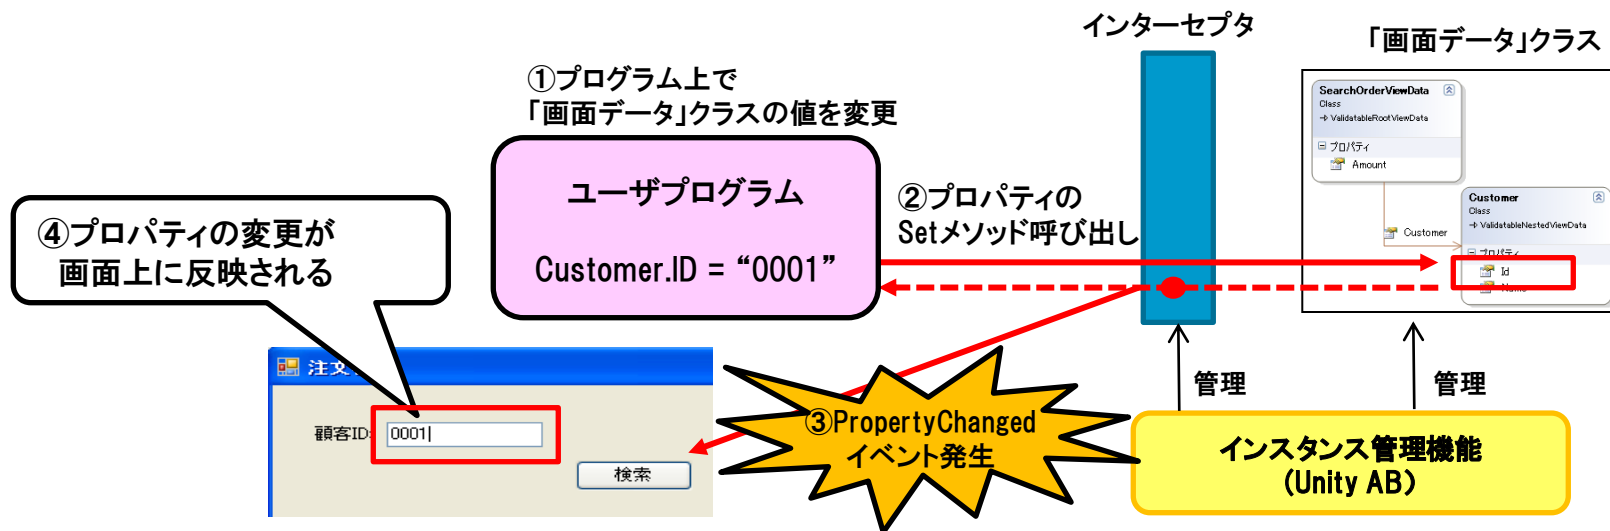 インターセプタ
「画面データ」クラス
①プログラム上で
「画面データ」クラスの値を変更
SearchOrderViewData
Class
ValidatableRootViewData
プロパティ
Amount
ユーザプログラム
Customer.ID = “0001”
②プロパティの
Setメソッド呼び出し
Customer
Customer
Class
ValidatableNestedViewData
プロパティ
Id
Name
④プロパティの変更が
画面上に反映される
注文
顧客ID:
0001
検索
③PropertyChanged
イベント発生
管理
管理
インスタンス管理機能
(Unity AB)